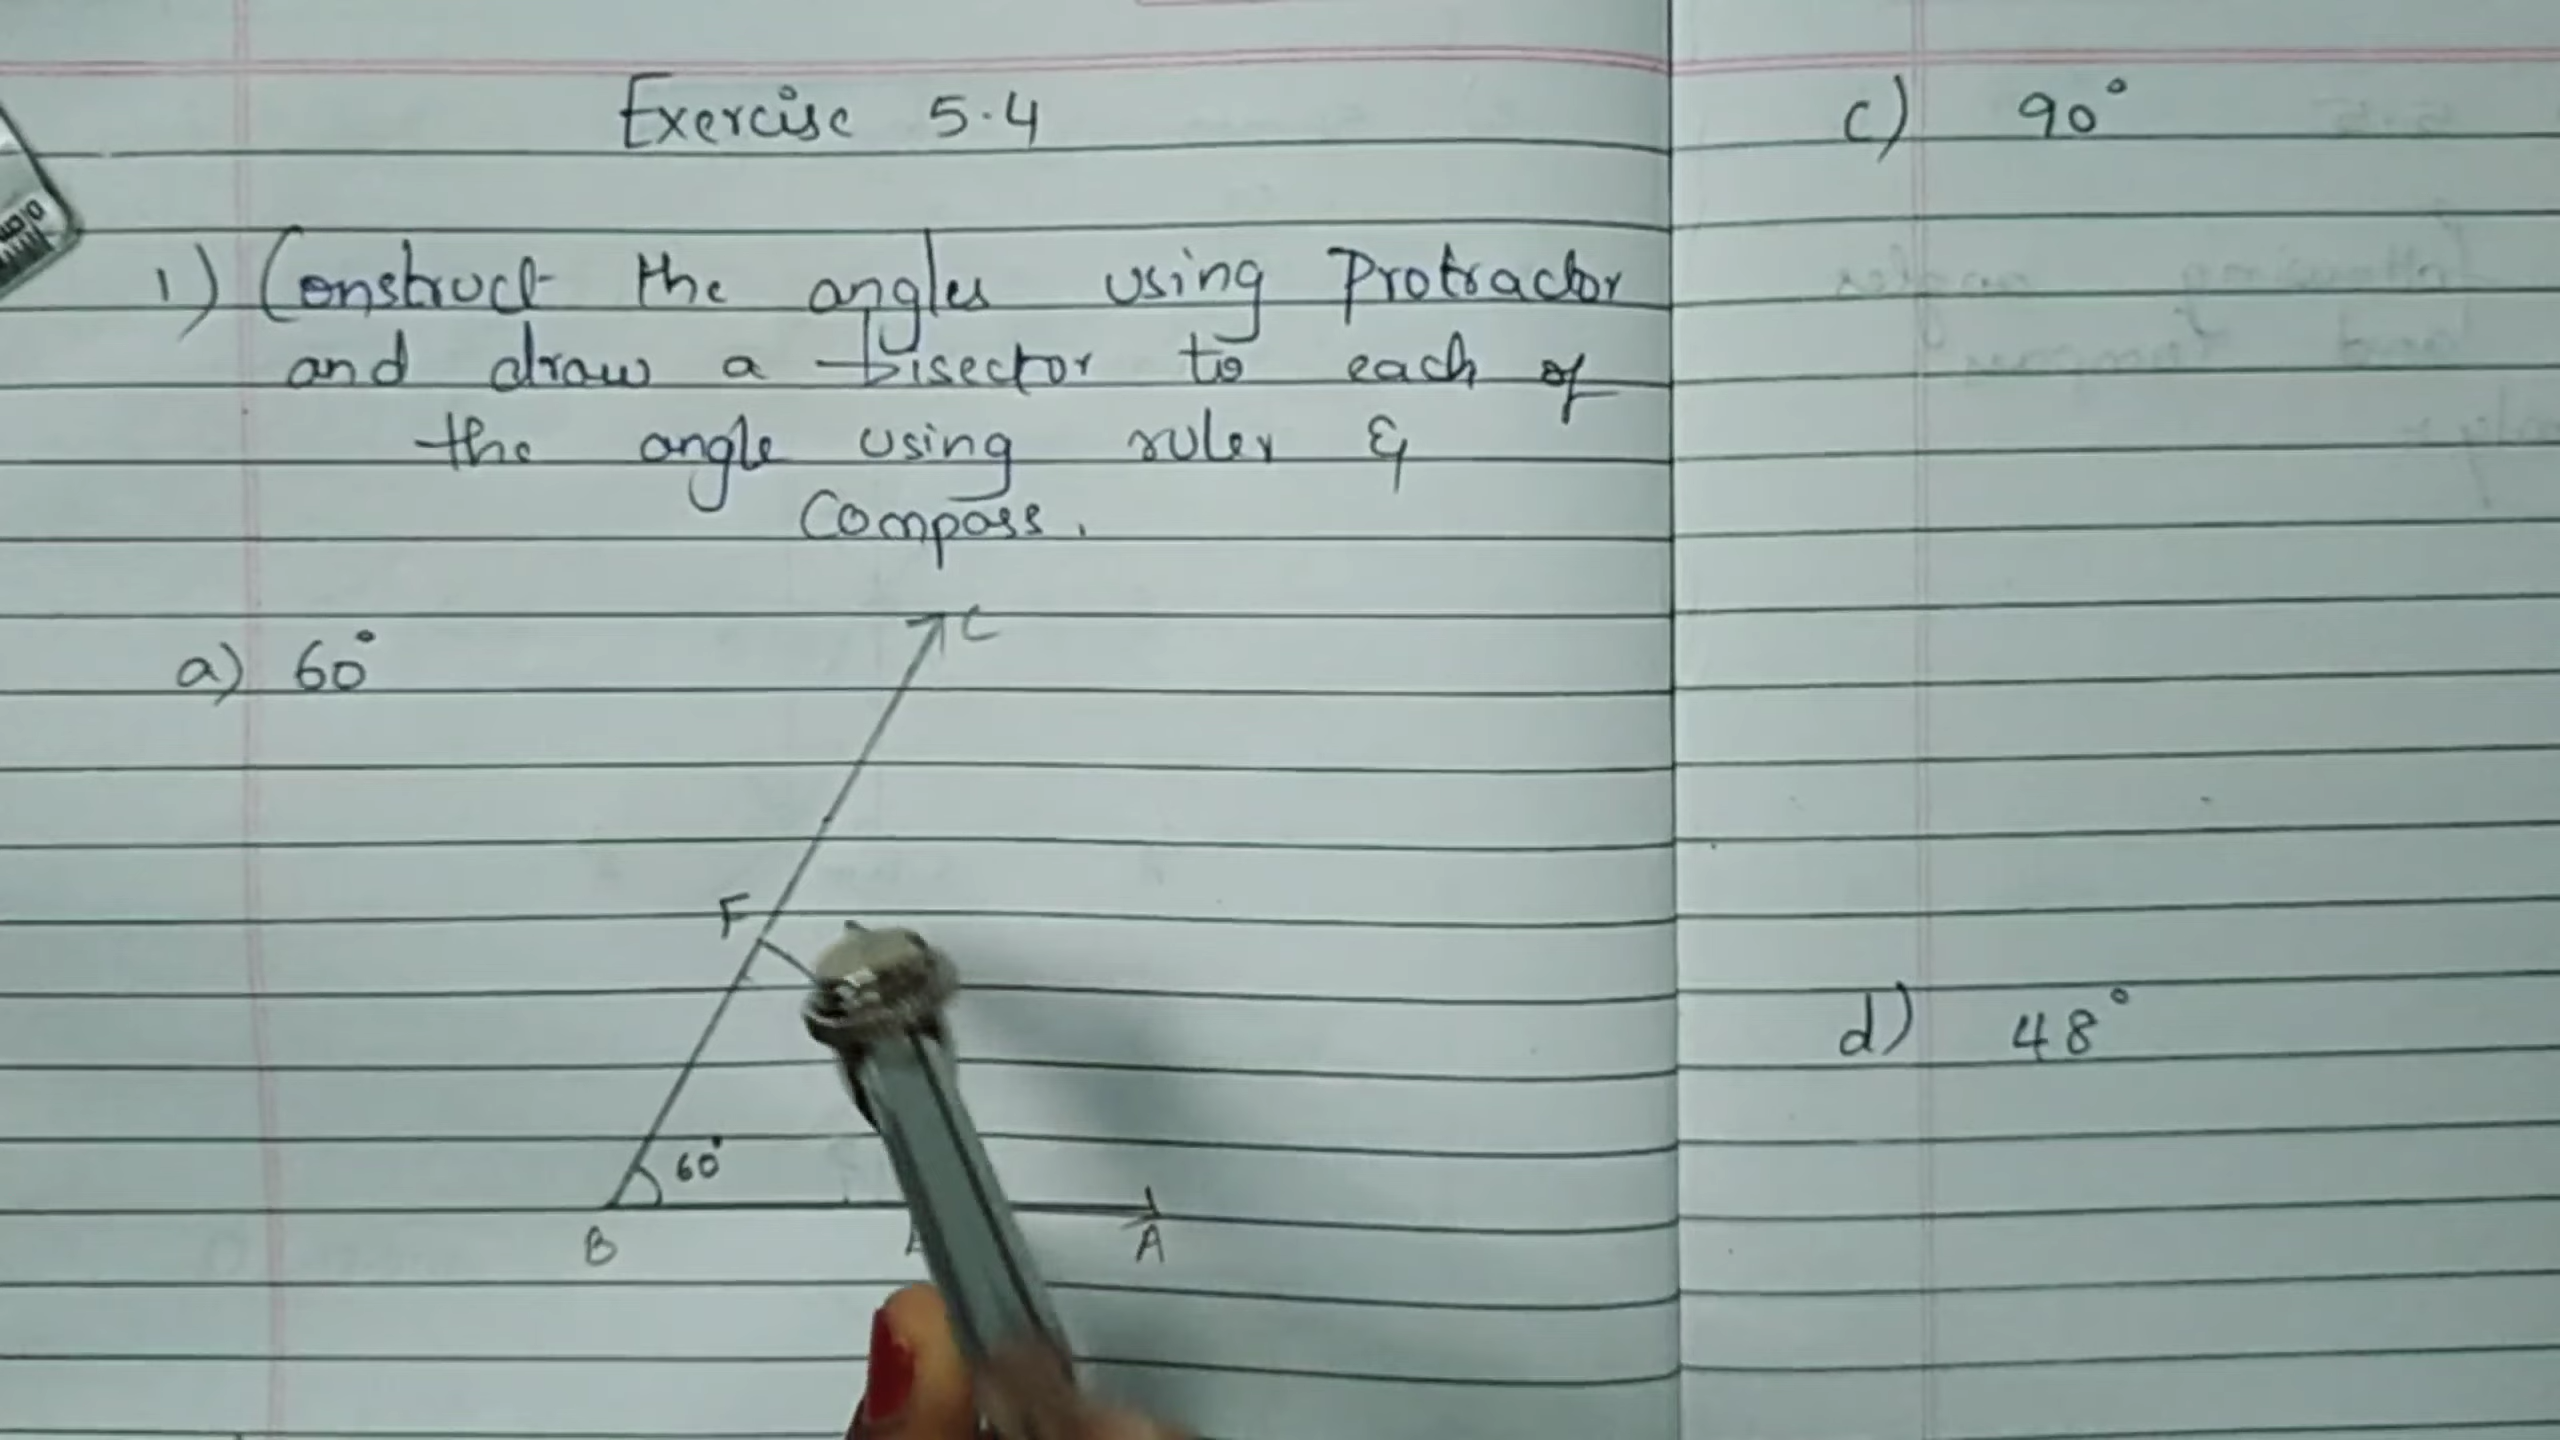 Exercise 5.4
1) Construct the angles using Protractor
and draw a bisector to each of
the angle using ruler &
Compass.
a) 60°
C
F
60°
B
A
c) 90°
d) 48°